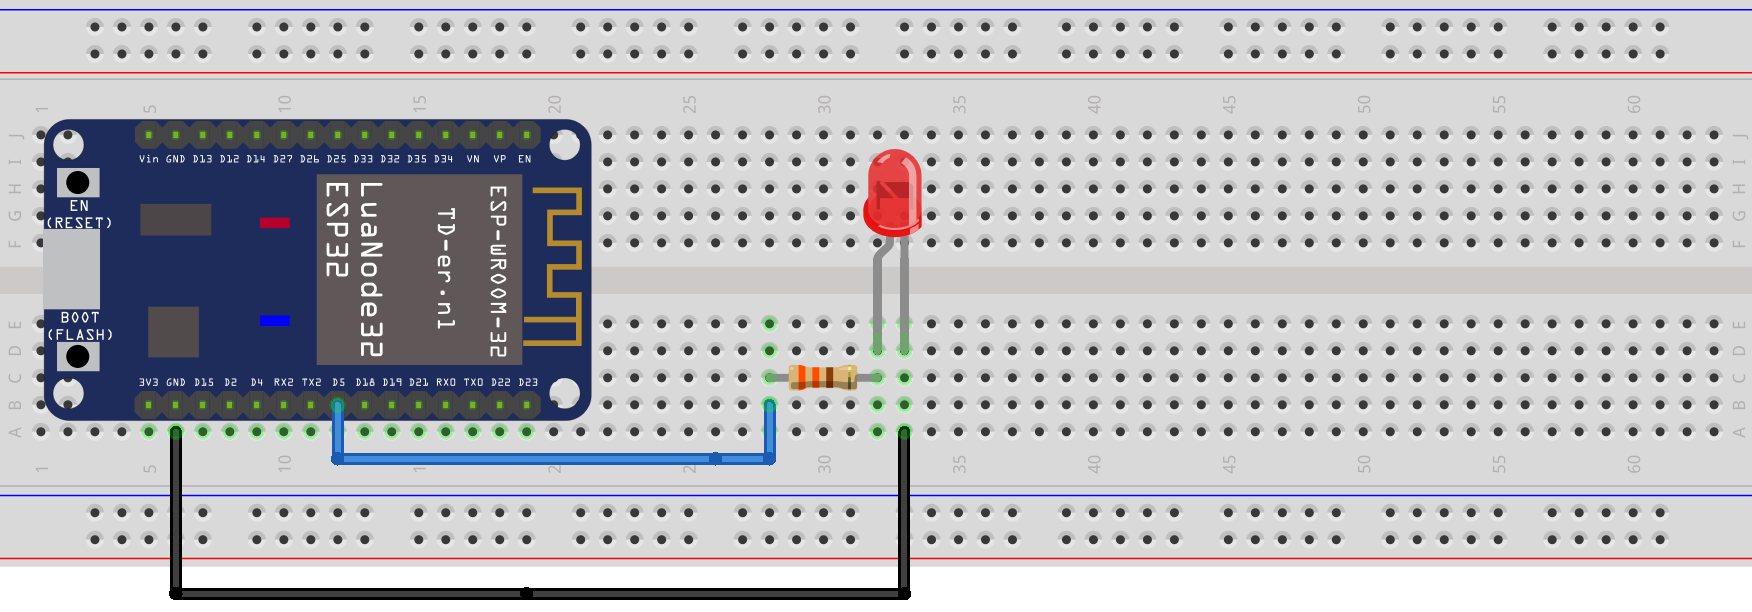 1 5 10 15 20 25 30 35 40 45 50 55 60
J J
I I
H H
G G
F F
Vin GND D13 D12 D14 D27 D26 D25 D33 D32 D35 D34 VN VP EN
EN
(RESET)
ESP32
LuaNode32
TD-er.nl
ESP-WROOM-32
BOOT
(FLASH)
E E
D D
C C
3V3 GND D15 D2 D4 RX2 TX2 D5 D18 D19 D21 RX0 TX0 D22 D23
B B
A A
1 5 10 1 2 2 30 35 40 45 50 55 60